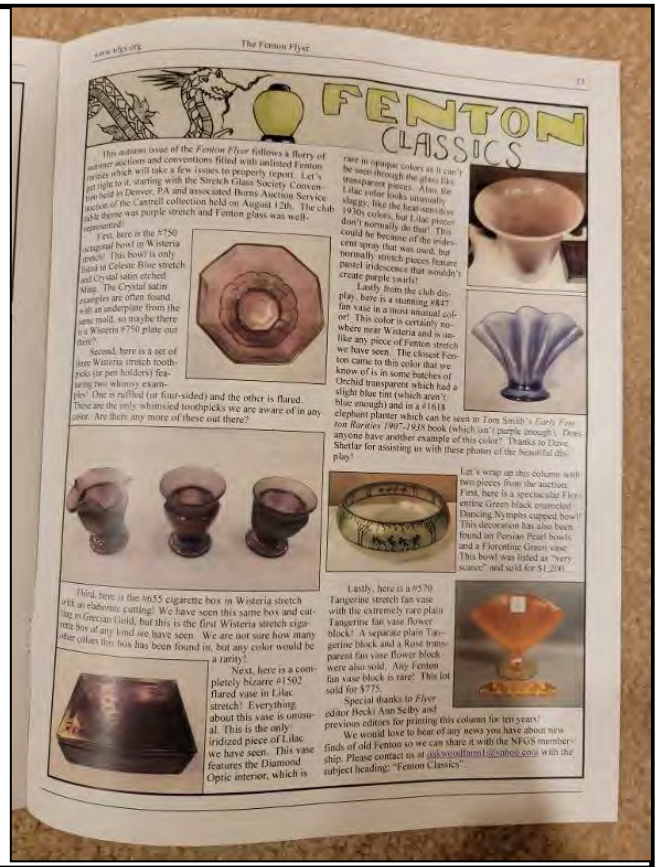 www.nfgs.org
The Fenton Flyer
FENTON
CLASSICS
This autumn issue of the Fenton Flyer follows a flurry of
summer auctions and conventions filled with unlisted Fenton
rarities which will take a few issues to properly report. Let's
get right to it, starting with the Stretch Glass Society Conven-
tion held in Denver, PA and associated Burns Auction Service
auction of the Cantrell collection held on August 12th. The club
table theme was purple stretch and Fenton glass was well-
represented!
First, here is the #750
octagonal bowl in Wisteria
stretch! This bowl is only
listed in Celeste Blue stretch
and Crystal satin etched
Ming. The Crystal satin
examples are often found
with an underplate from the
same mold, so maybe there
is a Wisteria #750 plate out
there?
Second, here is a set of
three Wisteria stretch tooth-
picks (or pen holders) fea-
turing two whimsy exam-
ples! One is ruffled (or four-sided) and the other is flared.
These are the only whimsied toothpicks we are aware of in any
color. Are there any more of these out there?
Third, here is the #655 cigarette box in Wisteria stretch
with an elaborate cutting! We have seen this same box and cut-
ting in Grecian Gold, but this is the first Wisteria stretch ciga-
rette box of any kind we have seen. We are not sure how many
other colors this box has been found in, but any color would be
a rarity!
Next, here is a com-
pletely bizarre #1502
flared vase in Lilac
stretch! Everything
about this vase is unusu-
al. This is the only
iridized piece of Lilac
we have seen. This vase
features the Diamond
Optic interior, which is
rare in opaque colors as it can't
be seen through the glass like
transparent pieces. Also, the
Lilac color looks unusually
slaggy, like the heat-sensitive
1930s colors, but Lilac pieces
don't normally do that! This
could be because of the irides-
cent spray that was used, but
normally stretch pieces feature
pastel iridescence that wouldn't
create purple swirls!
Lastly from the club dis-
play, here is a stunning #847
fan vase in a most unusual col-
or! This color is certainly no-
where near Wisteria and is un-
like any piece of Fenton stretch
we have seen. The closest Fen-
ton came to this color that we
know of is in some batches of
Orchid transparent which had a
slight blue tint (which aren't
blue enough) and in a #1618
elephant planter which can be seen in Tom Smith's Early Fen-
ton Rarities 1907-1938 book (which isn't purple enough). Does
anyone have another example of this color? Thanks to Dave
Shetlar for assisting us with these photos of the beautiful dis-
play!
Let's wrap up this column with
two pieces from the auction.
First, here is a spectacular Flor-
entine Green black enameled
Dancing Nymphs cupped bowl!
This decoration has also been
found on Persian Pearl bowls
and a Florentine Green vase.
This bowl was listed as "very
scarce" and sold for $1,200.
Lastly, here is a #570
Tangerine stretch fan vase
with the extremely rare plain
Tangerine fan vase flower
block! A separate plain Tan-
gerine block and a Rose trans-
parent fan vase flower block
were also sold. Any Fenton
fan vase block is rare! This lot
sold for $775.
Special thanks to Flyer
editor Becki Ann Selby and
previous editors for printing this column for ten years!
We would love to hear of any news you have about new
finds of old Fenton so we can share it with the NFGS member-
ship. Please contact us at oakwoodfarm1@yahoo.com with the
subject heading: "Fenton Classics".